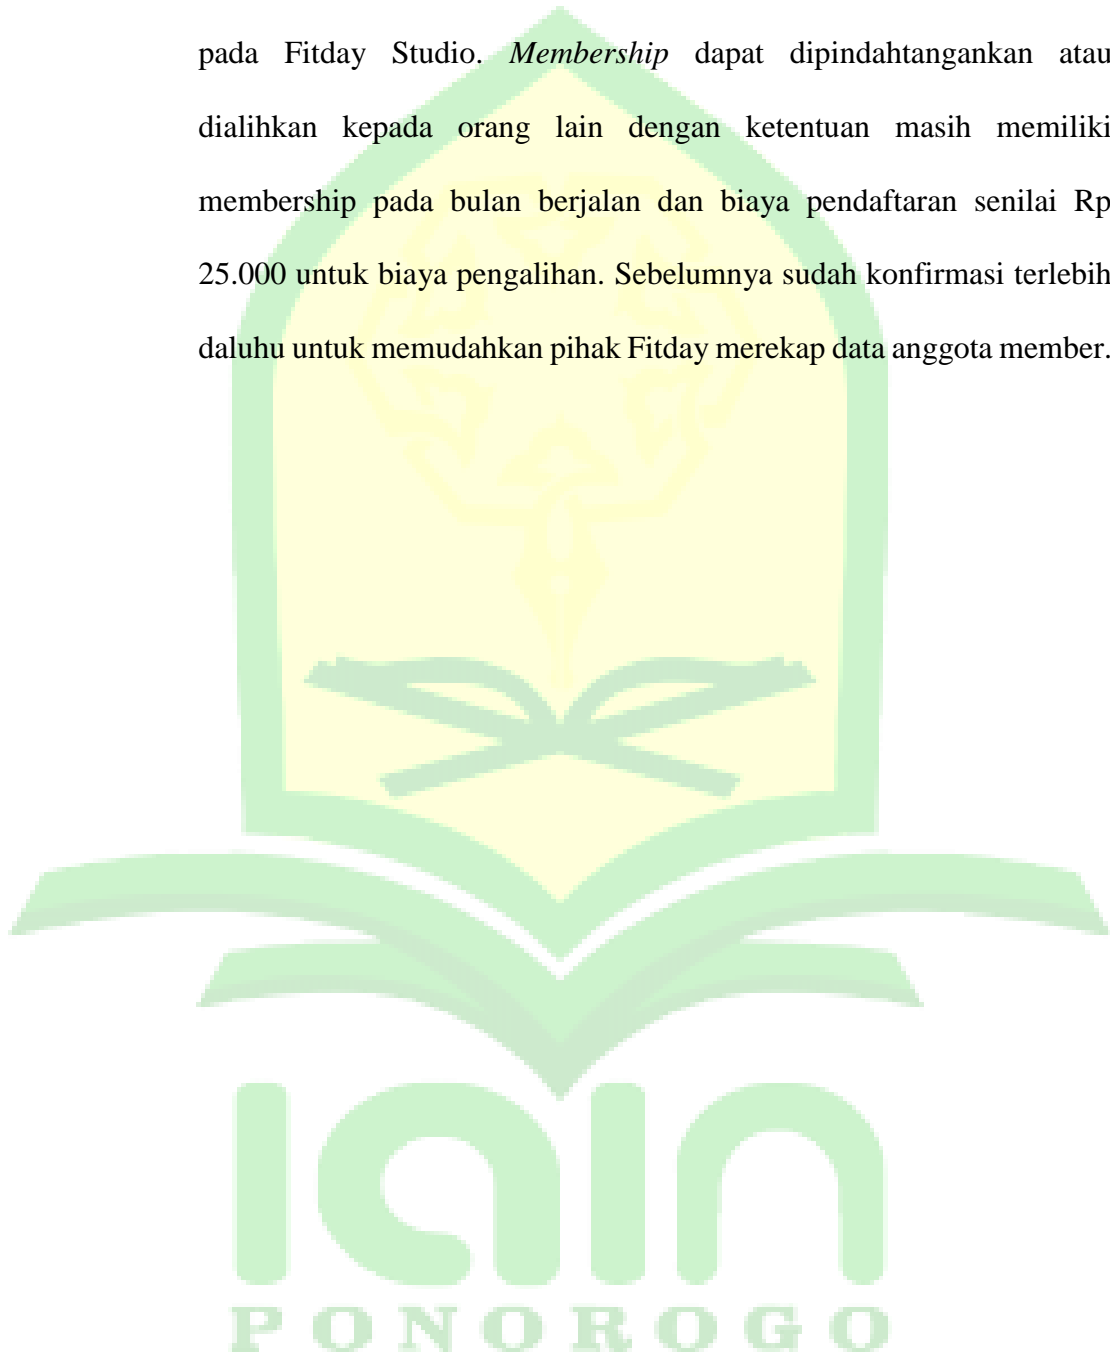 pada Fitday Studio. Membership dapat dipindahtangankan atau
dialihkan kepada orang lain dengan ketentuan masih memiliki
membership pada bulan berjalan dan biaya pendaftaran senilai Rp
25.000 untuk biaya pengalihan. Sebelumnya sudah konfirmasi terlebih
daluhu untuk memudahkan pihak Fitday merekap data anggota member.
iain
PONOROGO